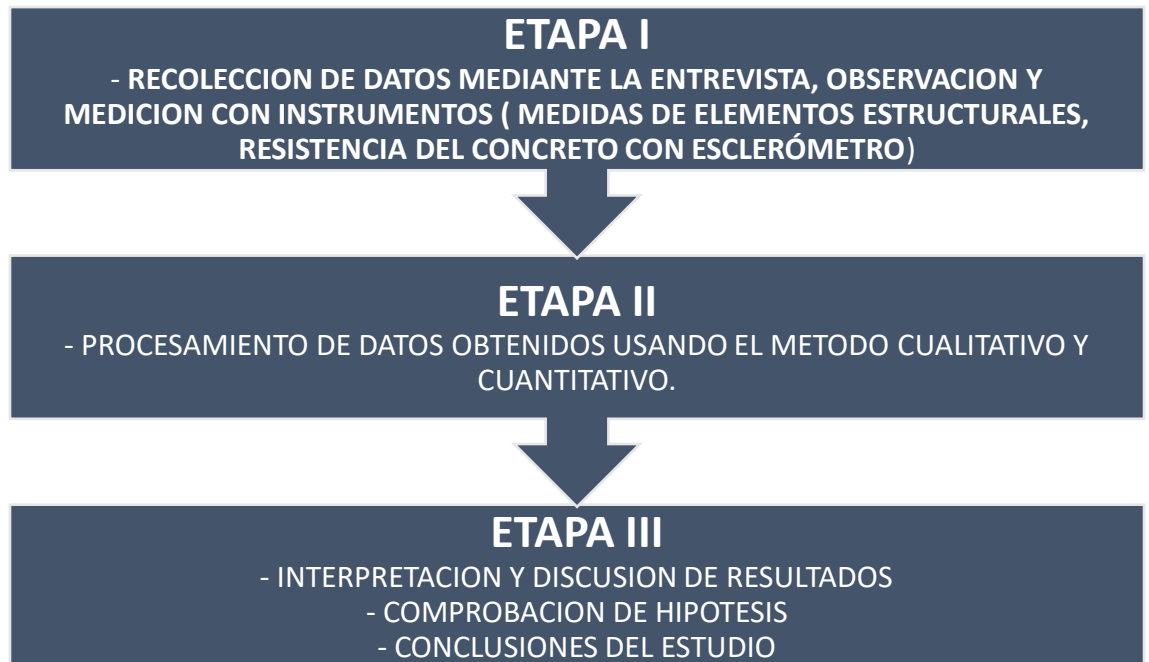 ETAPA I
- RECOLECCION DE DATOS MEDIANTE LA ENTREVISTA, OBSERVACION Y
MEDICION CON INSTRUMENTOS ( MEDIDAS DE ELEMENTOS ESTRUCTURALES,
RESISTENCIA DEL CONCRETO CON ESCLERÓMETRO)
ETAPA II
- PROCESAMIENTO DE DATOS OBTENIDOS USANDO EL METODO CUALITATIVO Y
CUANTITATIVO.
ETAPA III
- INTERPRETACION Y DISCUSION DE RESULTADOS
- COMPROBACION DE HIPOTESIS
- CONCLUSIONES DEL ESTUDIO